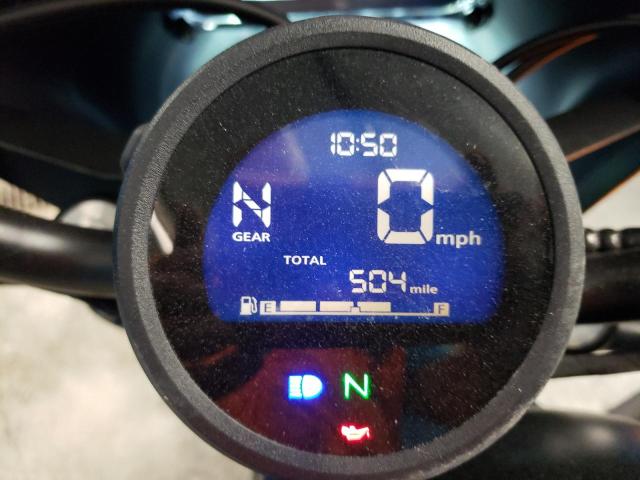 10:50
N 0 mph
GEAR
TOTAL
504 mile
E F
N